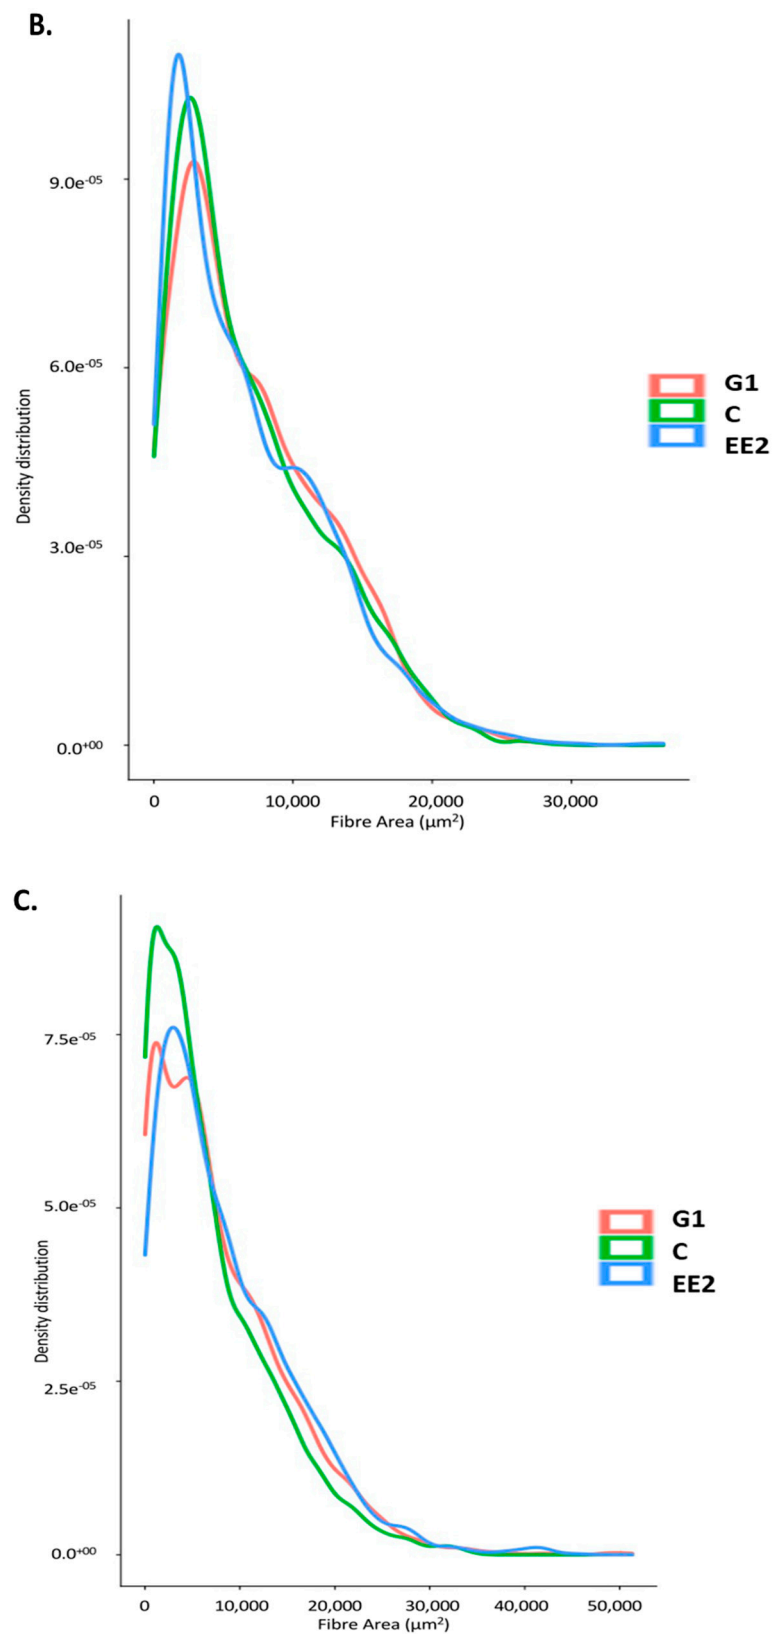 B.
9.0e-05
6.0e-05
3.0e-05
0.0+00
Density distribution
0 10,000 20,000 30,000
Fibre Area (µm²)
G1
C
EE2
C.
7.5e-05
5.0e-05
2.5e-05
0.0+00
Density distribution
0 10,000 20,000 30,000 40,000 50,000
Fibre Area (µm²)
G1
C
EE2